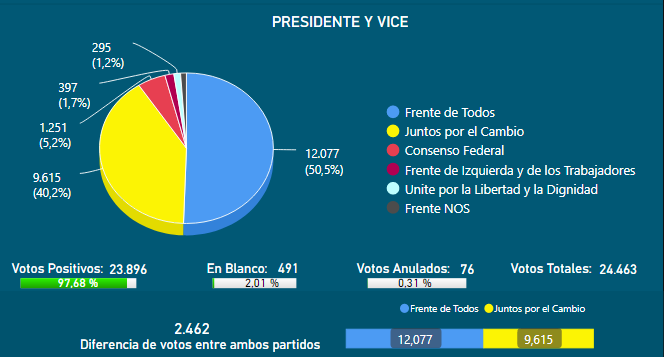 PRESIDENTE Y VICE
295
(1,2%)
397
(1,7%)
1.251
(5,2%)
9.615
(40,2%)
12.077
(50,5%)
Frente de Todos
Juntos por el Cambio
Consenso Federal
Frente de Izquierda y de los Trabajadores
Unite por la Libertad y la Dignidad
Frente NOS
Votos Positivos: 23.896
97,68 %
En Blanco: 491
2,01 %
Votos Anulados: 76
0,31 %
Votos Totales: 24.463
Frente de Todos Juntos por el Cambio
2.462
Diferencia de votos entre ambos partidos
12,077 9,615